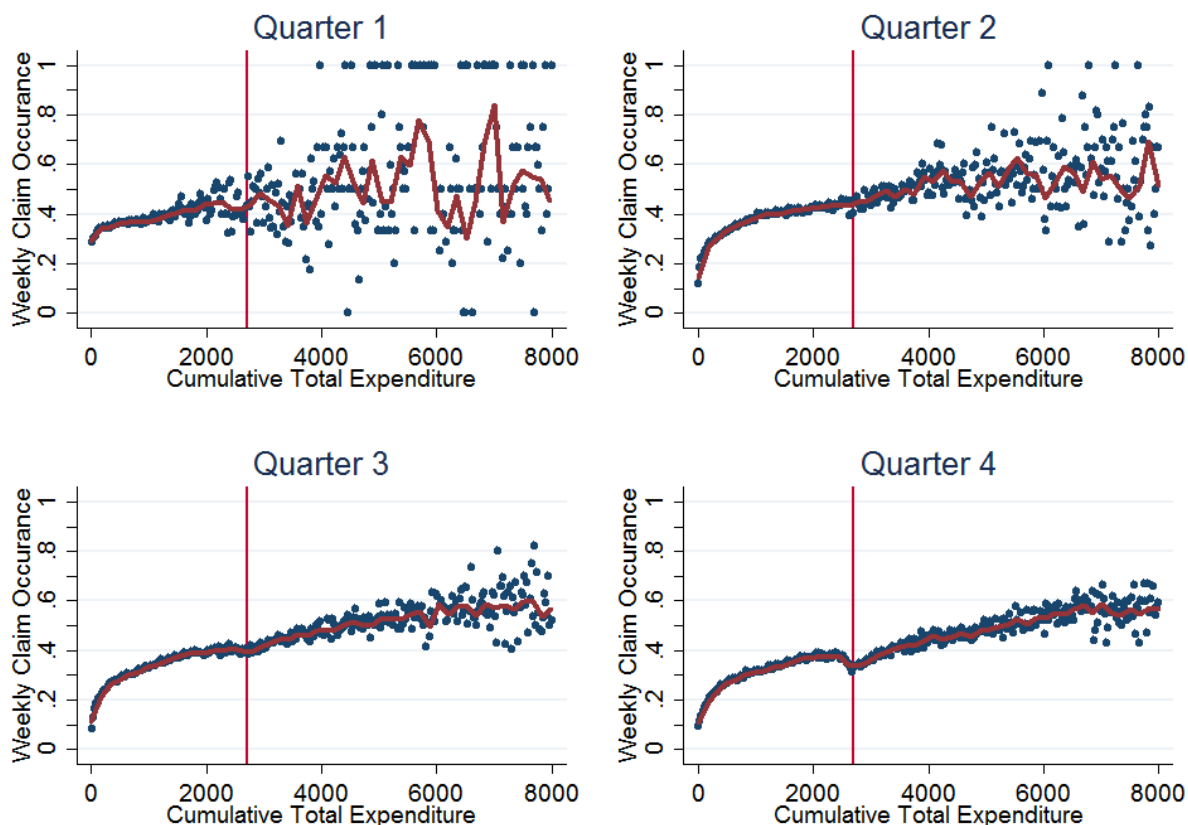 Quarter 1
Weekly Claim Occurance
1
.8
.6
.4
.2
0
0 2000 4000 6000 8000
Cumulative Total Expenditure
Quarter 2
Weekly Claim Occurance
1
.8
.6
.4
.2
0
0 2000 4000 6000 8000
Cumulative Total Expenditure
Quarter 3
Weekly Claim Occurance
1
.8
.6
.4
.2
0
0 2000 4000 6000 8000
Cumulative Total Expenditure
Quarter 4
Weekly Claim Occurance
1
.8
.6
.4
.2
0
0 2000 4000 6000 8000
Cumulative Total Expenditure